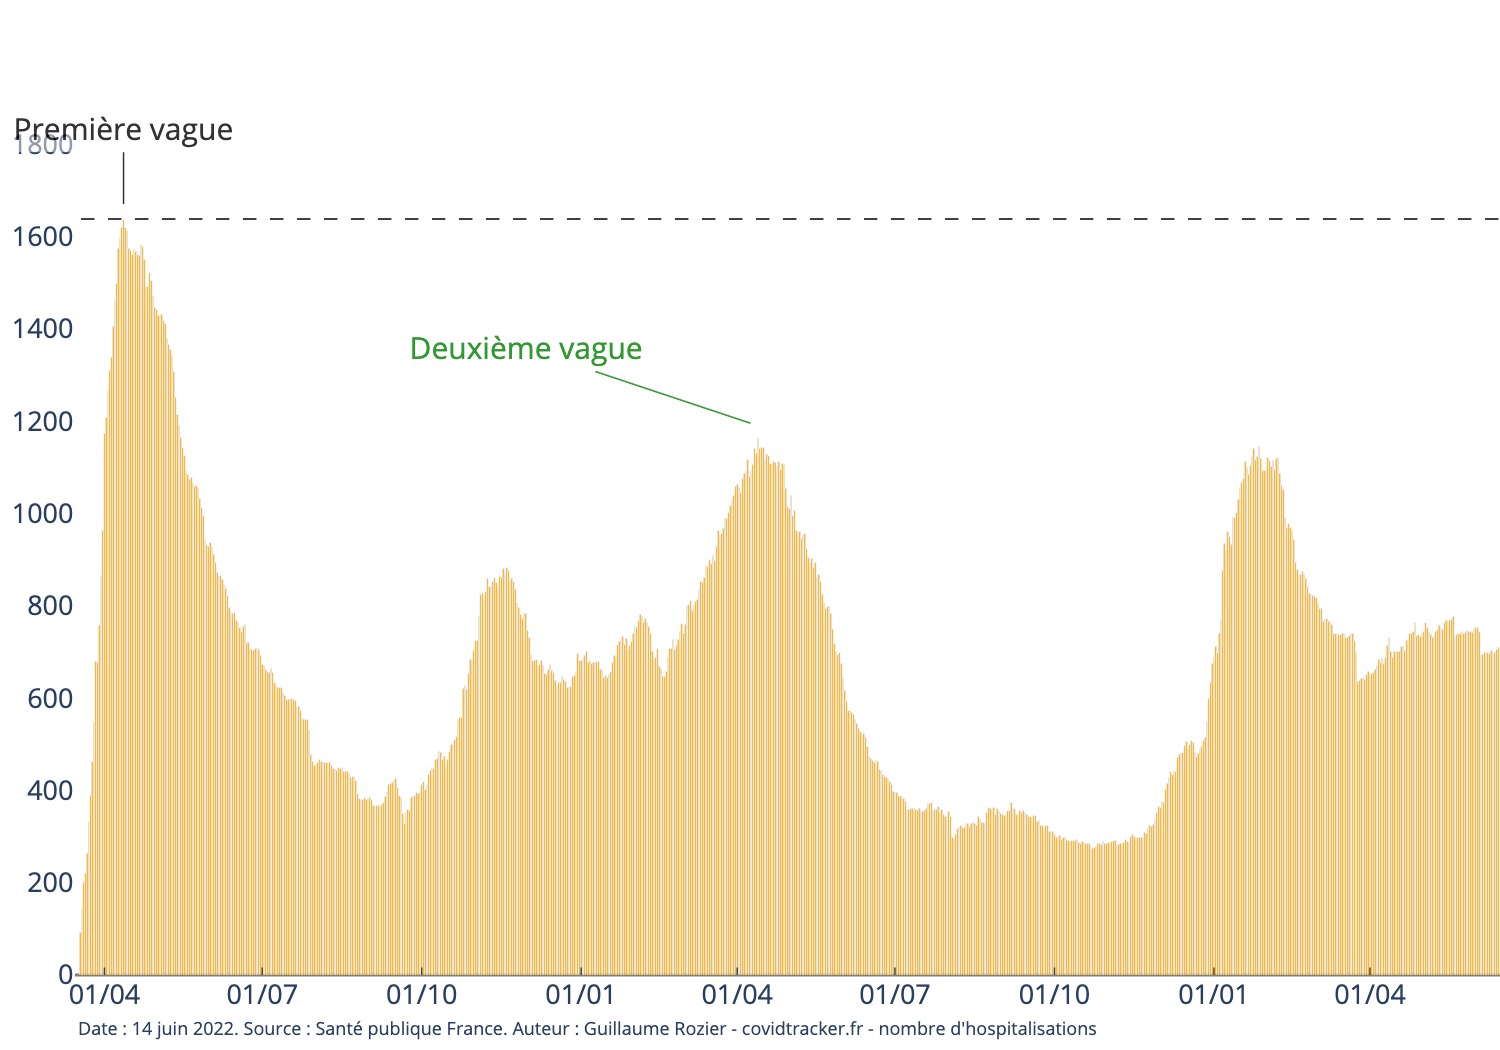 Première vague
1800
1600
1400
Deuxième vague
1200
1000
800
600
400
200
0
01/04 01/07 01/10 01/01 01/04 01/07 01/10 01/01 01/04
Date : 14 juin 2022. Source : Santé publique France. Auteur : Guillaume Rozier - covidtracker.fr - nombre d'hospitalisations